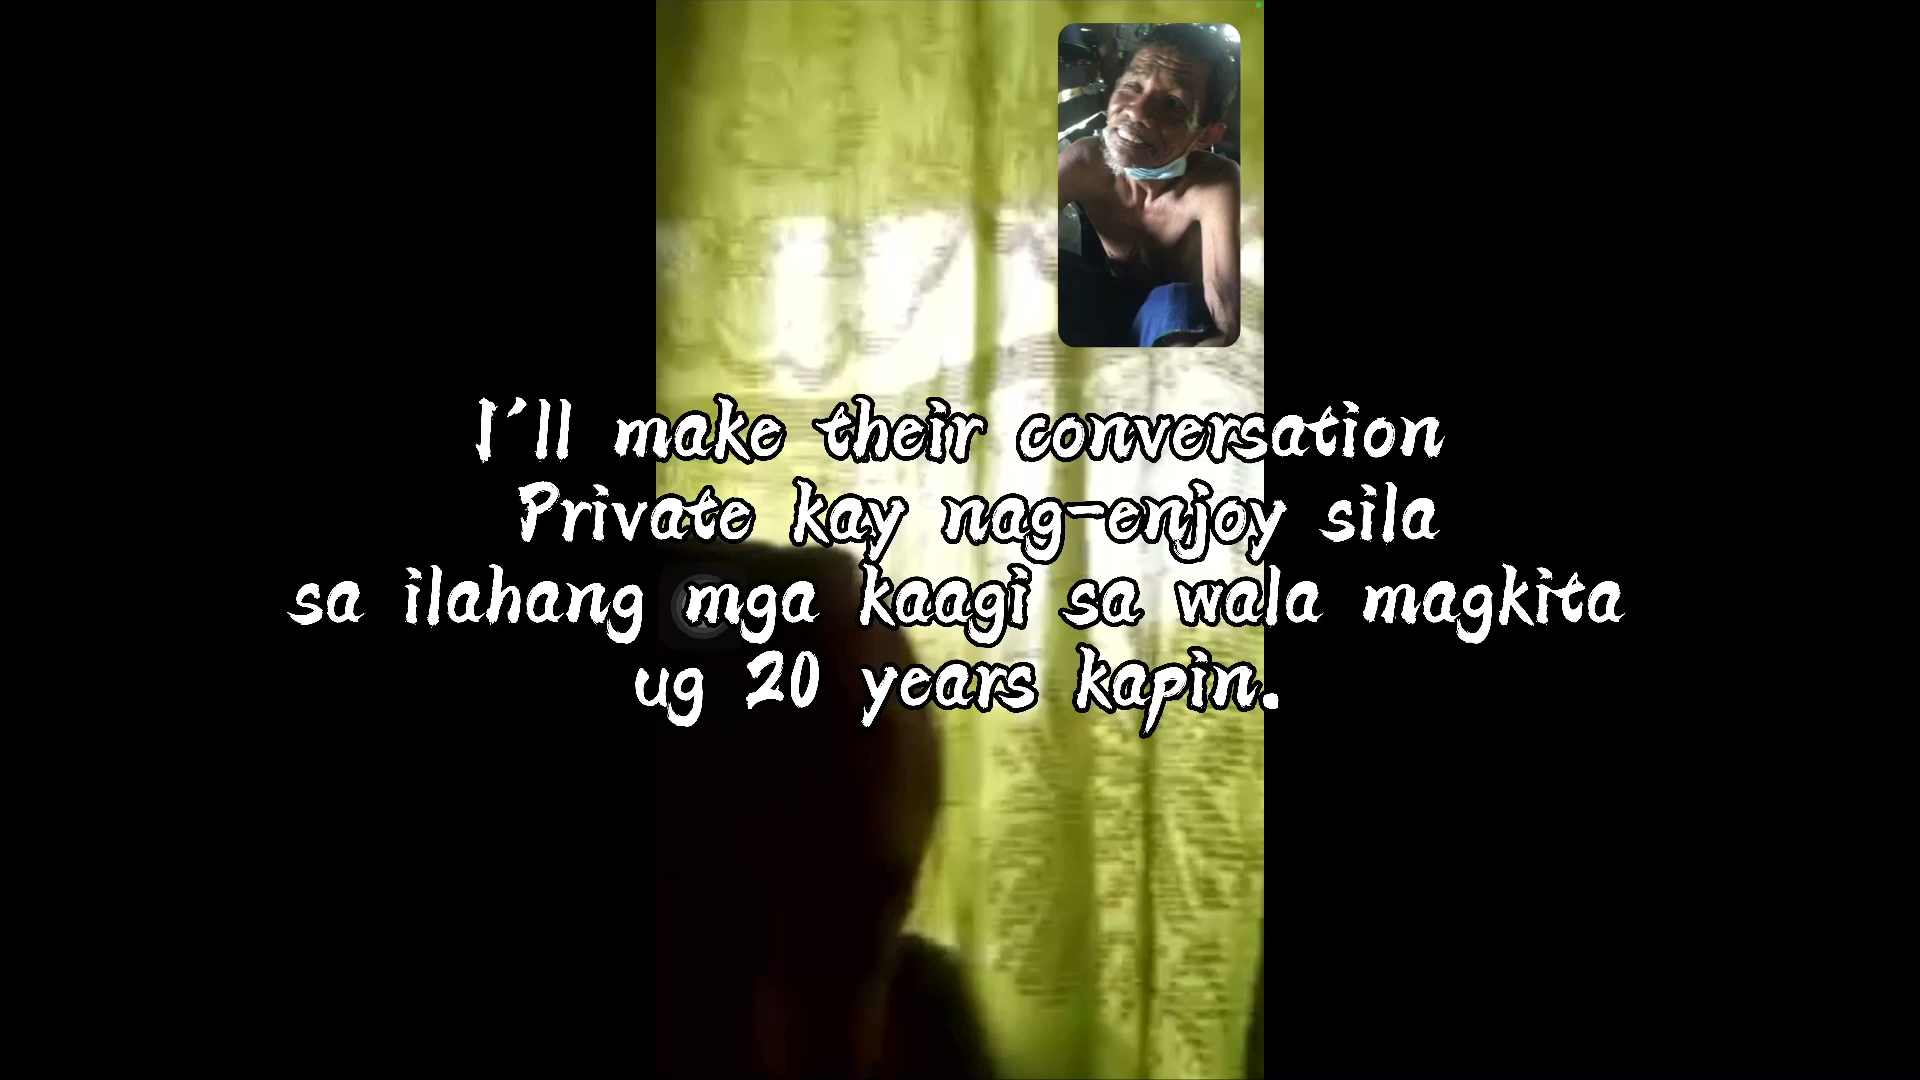 I'll make their conversation
Private kay nag-enjoy sila
sa ilahang mga kaagi sa wala magkita
ug 20 years kapin.